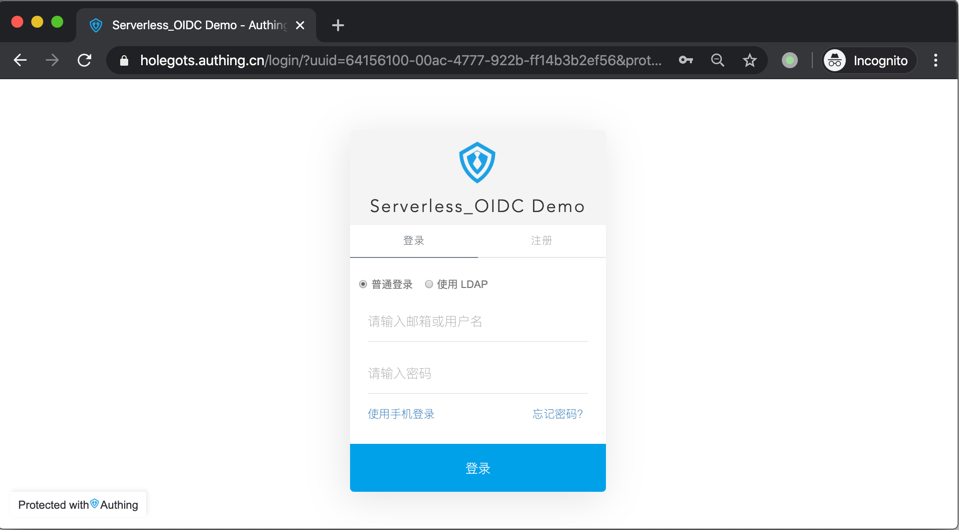 Serverless_OIDC Demo - Authing
holegots.authing.cn/login/?uuid=64156100-00ac-4777-922b-ff14b3b2ef56&prot...
Incognito
Serverless_OIDC Demo
登录 注册
普通登录 使用 LDAP
请输入邮箱或用户名
请输入密码
使用手机登录 忘记密码?
登录
Protected with Authing